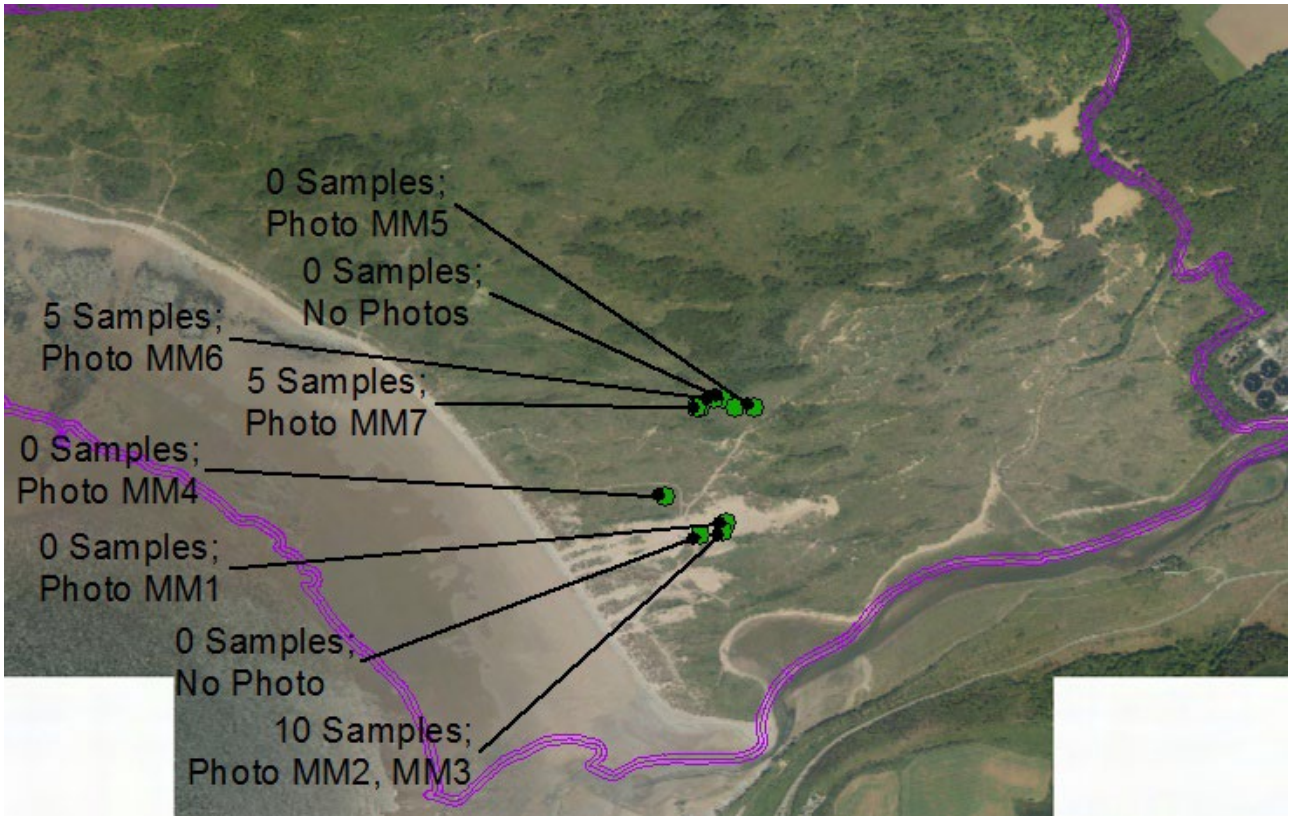 0 Samples;
Photo MM5
0 Samples;
No Photos
5 Samples;
Photo MM6
5 Samples;
Photo MM7
0 Samples;
Photo MM4
0 Samples;
Photo MM1
0 Samples;
No Photo
10 Samples;
Photo MM2, MM3